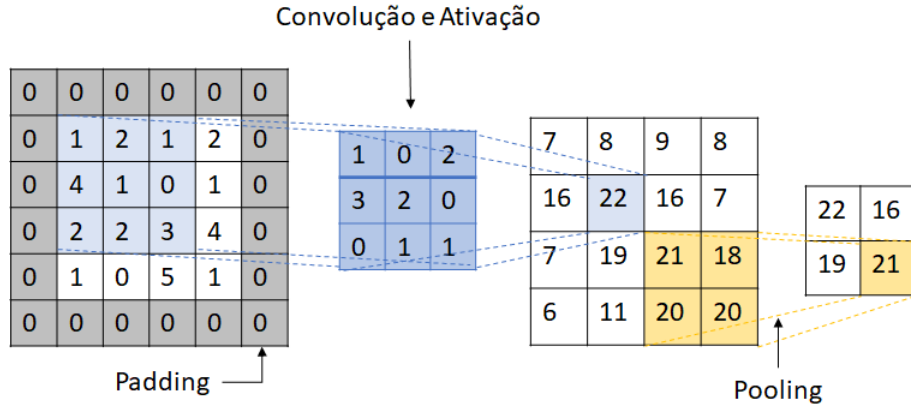 Convolução e Ativação
0 0 0 0 0 0
0 1 2 1 2 0
0 4 1 0 1 0
0 2 2 3 4 0
0 1 0 5 1 0
0 0 0 0 0 0
Padding
1 0 2
3 2 0
0 1 1
7 8 9 8
16 22 16 7
7 19 21 18
6 11 20 20
22 16
19 21
Pooling